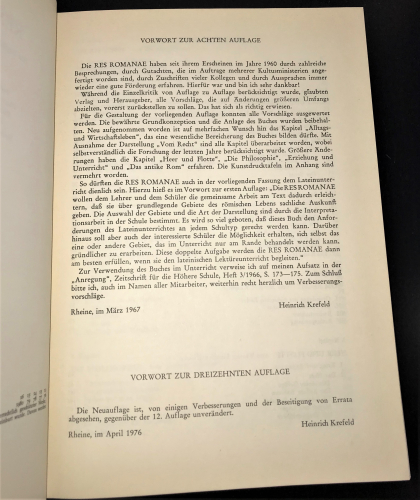 VORWORT ZUR ACHTEN AUFLAGE
Die RES ROMANAE haben seit ihrem Erscheinen im Jahre 1960 durch zahlreiche
Besprechungen, durch Gutachten, die im Auftrage mehrerer Kultusministerien ange-
fertigt worden sind, durch Zuschriften vieler Kollegen und durch Aussprachen immer
wieder eine gute Förderung erfahren. Hierfür war und bin ich sehr dankbar!
Während die Einzelkritik von Auflage zu Auflage berücksichtigt wurde, glaubten
Verlag und Herausgeber, alle Vorschläge, die auf Änderungen größeren Umfangs
abzielten, vorerst zurückstellen zu sollen. Das hat sich als richtig erwiesen.
Für die Gestaltung der vorliegenden Auflage konnten alle Vorschläge ausgewertet
werden. Die bewährte Grundkonzeption und die Anlage des Buches wurden beibehal-
ten. Neu aufgenommen worden ist auf mehrfachen Wunsch hin das Kapitel „Alltags-
und Wirtschaftsleben“, das eine wesentliche Bereicherung des Buches bilden dürfte. Mit
Ausnahme der Darstellung „Vom Recht“ sind alle Kapitel überarbeitet worden, wobei
selbstverständlich die Forschung der letzten Jahre berücksichtigt wurde. Größere Ände-
rungen haben die Kapitel „Heer und Flotte“, „Die Philosophie“, „Erziehung und
Unterricht“ und „Das antike Rom“ erfahren. Die Kunstdrucktafeln im Anhang sind
vermehrt worden.
So dürften die RES ROMANAE auch in der vorliegenden Fassung dem Lateinunter-
richt dienlich sein. Hierzu hieß es im Vorwort zur ersten Auflage: „Die RES ROMANAE
wollen dem Lehrer und dem Schüler die gemeinsame Arbeit am Text dadurch erleich-
tern, daß sie über grundlegende Gebiete des römischen Lebens sachliche Auskunft
geben. Die Auswahl der Gebiete und die Art der Darstellung sind durch die Interpreta-
tionsarbeit in der Schule bestimmt. Es wird so viel geboten, daß dieses Buch den Anfor-
derungen des Lateinunterrichtes an jedem Schultyp gerecht werden kann. Darüber
hinaus soll aber auch der interessierte Schüler die Möglichkeit erhalten, sich selbst das
eine oder andere Gebiet, das im Unterricht nur am Rande behandelt werden kann,
gründlicher zu erarbeiten. Diese doppelte Aufgabe werden die RES ROMANAE dann
am besten erfüllen, wenn sie den lateinischen Lektüreunterricht begleiten.“
Zur Verwendung des Buches im Unterricht verweise ich auf meinen Aufsatz in der
„Anregung“, Zeitschrift für die Höhere Schule, Heft 3/1966, S. 173—175. Zum Schluß
bitte ich, auch im Namen aller Mitarbeiter, weiterhin recht herzlich um Verbesserungs-
vorschläge.
Rheine, im März 1967
Heinrich Krefeld
VORWORT ZUR DREIZEHNTEN AUFLAGE
Die Neuauflage ist, von einigen Verbesserungen und der Beseitigung von Errata
abgesehen, gegenüber der 12. Auflage unverändert.
Rheine, im April 1976
Heinrich Krefeld